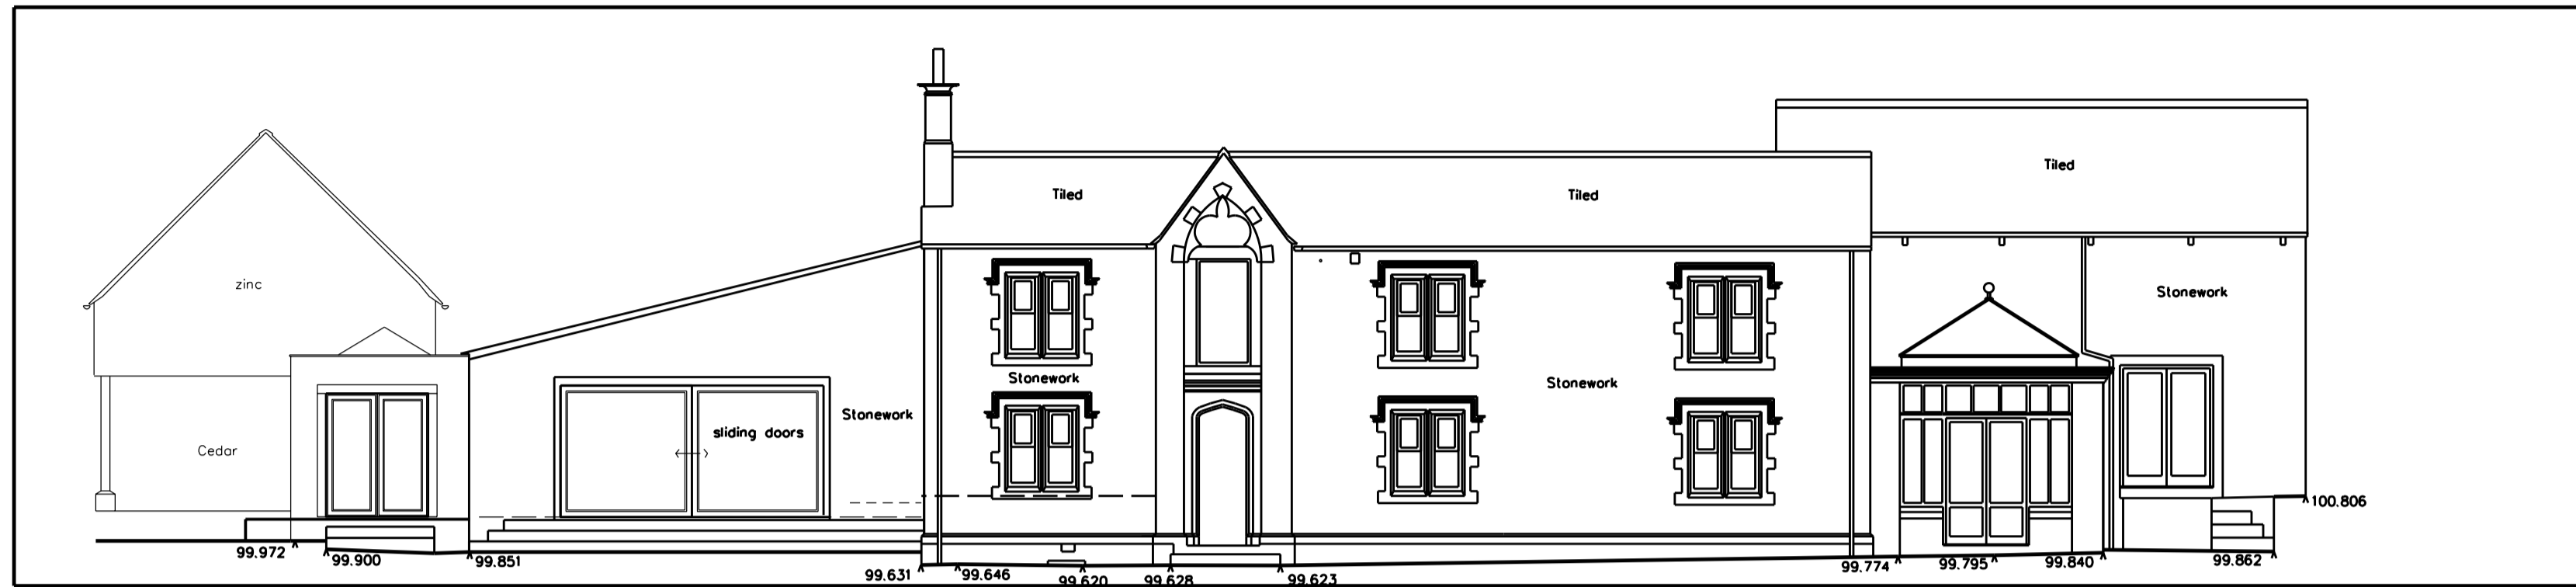 Tiled
Tiled
Tiled
zinc
Stonework
Stonework
Stonework
Stonework
sliding doors
Cedar
100.806
99.972
99.900
99.851
99.631
99.646
99.620
99.628
99.623
99.774
99.795
99.840
99.862